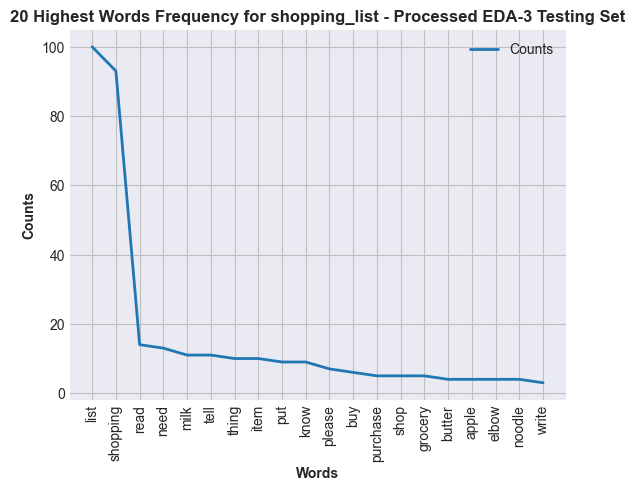 20 Highest Words Frequency for shopping_list - Processed EDA-3 Testing Set
Counts
100
80
60
40
20
0
Counts
list
shopping
read
need
milk
tell
thing
item
put
know
please
buy
purchase
shop
grocery
butter
apple
elbow
noodle
write
Words